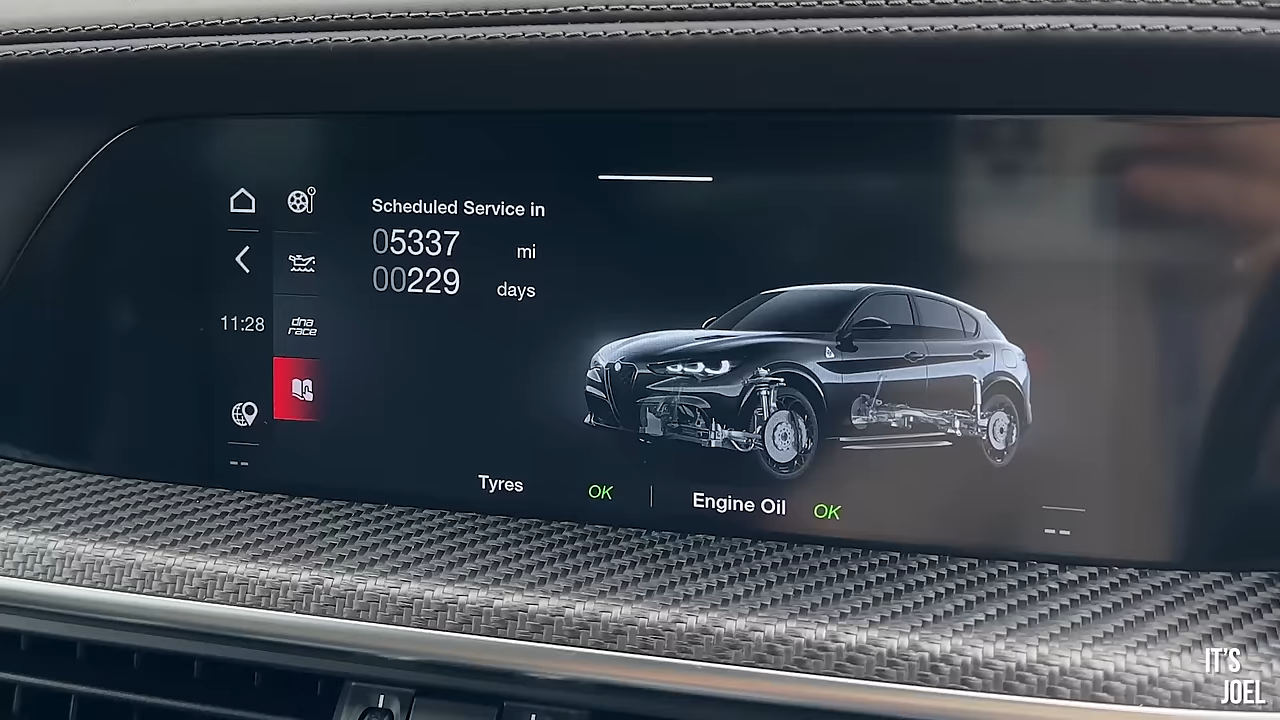 Scheduled Service in
05337 mi
00229 days
11:28
dna
race
--
Tyres OK
Engine Oil OK
--
IT'S
JOEL